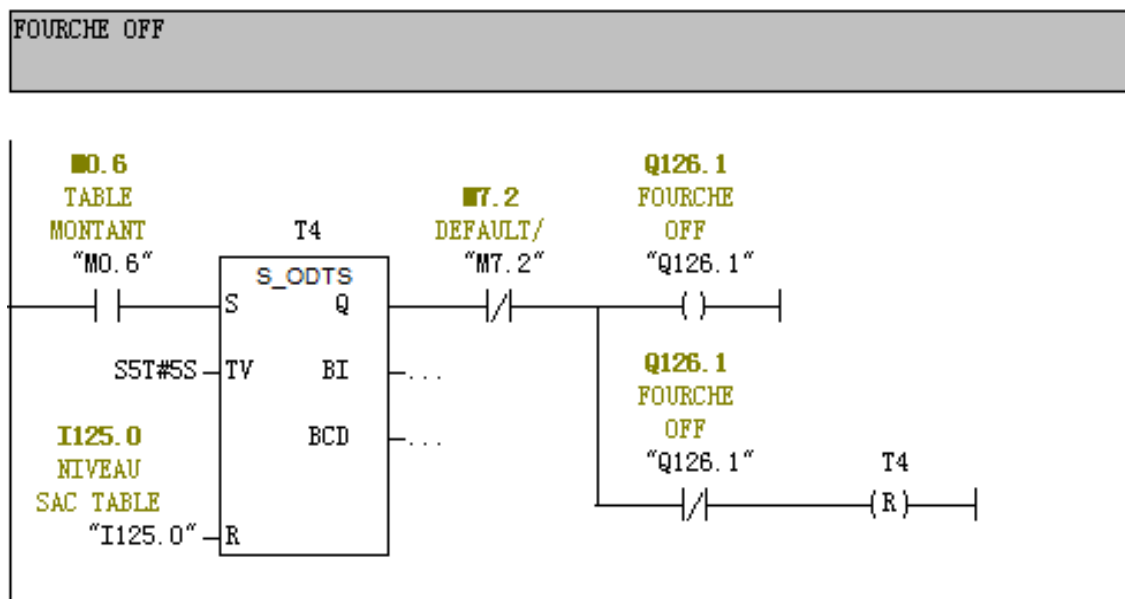 FOURCHE OFF
M0.6
TABLE
MONTANT
"M0.6"
T4
S_ODTS
S
Q
S5T#5S
TV
BI
...
BCD
...
I125.0
NIVEAU
SAC TABLE
"I125.0"
R
M7.2
DEFAULT/
"M7.2"
Q126.1
FOURCHE
OFF
"Q126.1"
Q126.1
FOURCHE
OFF
"Q126.1"
T4
R